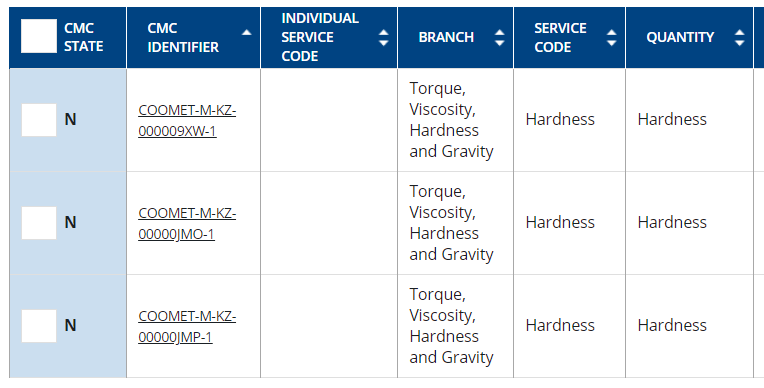 CMC STATE
CMC IDENTIFIER
INDIVIDUAL SERVICE CODE
BRANCH
SERVICE CODE
QUANTITY
N
COOMET-M-KZ-
000009XW-1
Torque,
Viscosity,
Hardness
and Gravity
Hardness
Hardness
N
COOMET-M-KZ-
00000JMO-1
Torque,
Viscosity,
Hardness
and Gravity
Hardness
Hardness
N
COOMET-M-KZ-
00000JMP-1
Torque,
Viscosity,
Hardness
and Gravity
Hardness
Hardness